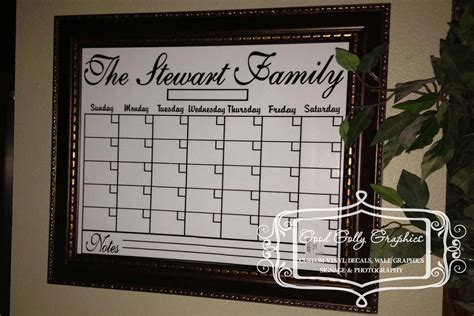 The Stewart Family
Sunday Monday Tuesday Wednesday Thursday Friday Saturday
Notes
Good Golly Graphics
CUSTOM VINYL DECALS, WALL GRAPHICS
SIGNAGE & PHOTOGRAPHY